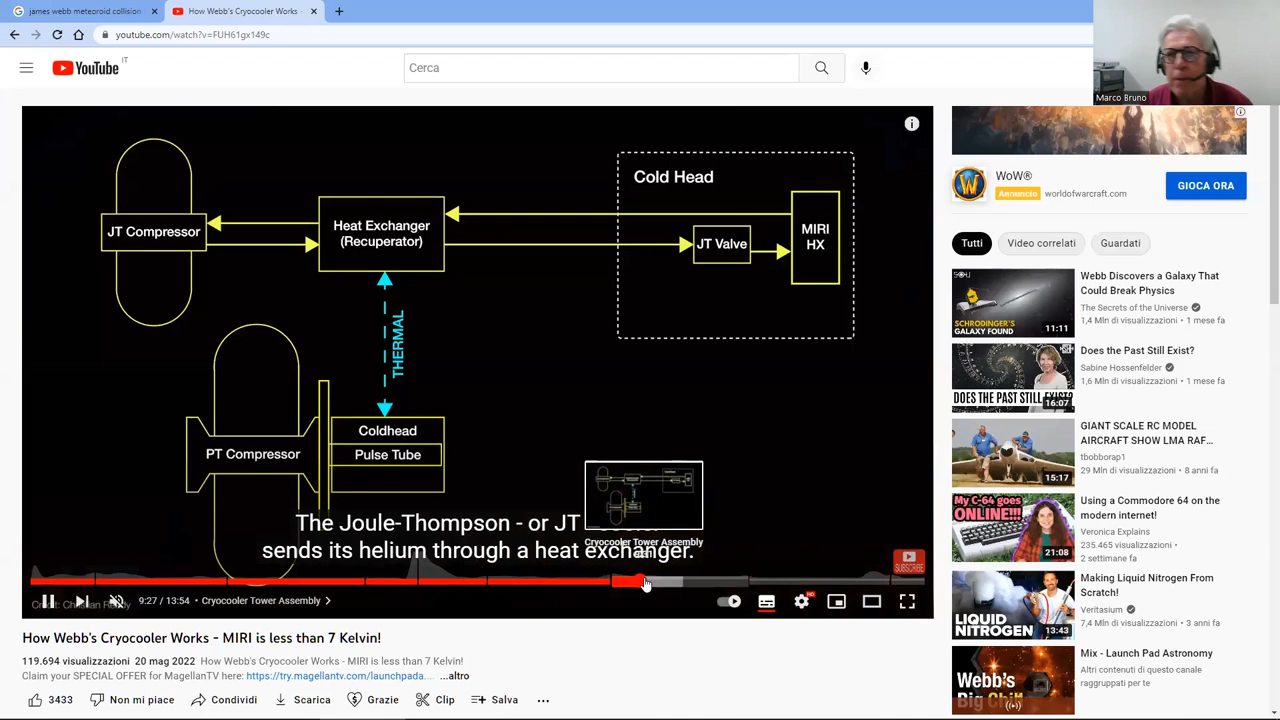 james webb meteoroid collision
How Webb's Cryocooler Works -
youtube.com/watch?v=FUH61gx149c
YouTube IT
Cerca
Marco Bruno
JT Compressor
Heat Exchanger
(Recuperator)
Cold Head
JT Valve
MIRI
HX
THERMAL
PT Compressor
Coldhead
Pulse Tube
The Joule-Thompson - or JT
sends its helium through a heat exchanger.
Cryocooler Tower Assembly
SUBSCRIBE
9:27 / 13:54 • Cryocooler Tower Assembly
HD
How Webb's Cryocooler Works - MIRI is less than 7 Kelvin!
119.694 visualizzazioni 20 mag 2022 How Webb's Cryocooler Works - MIRI is less than 7 Kelvin!
Claim your SPECIAL OFFER for MagellanTV here: https://try.magellantv.com/launchpada... ...altro
3433 Non mi piace Condividi Scarica Grazie Clip Salva ...
WoW®
Annuncio worldofwarcraft.com
GIOCA ORA
Tutti Video correlati Guardati
SCHRODINGER'S
GALAXY FOUND
11:11
Webb Discovers a Galaxy That
Could Break Physics
The Secrets of the Universe
1,4 Mln di visualizzazioni • 1 mese fa
DOES THE PAST STILL EXIST?
16:07
Does the Past Still Exist?
Sabine Hossenfelder
1,6 Mln di visualizzazioni • 1 mese fa
15:17
GIANT SCALE RC MODEL
AIRCRAFT SHOW LMA RAF...
tbobborap1
29 Mln di visualizzazioni • 8 anni fa
My C-64 goes
ONLINE!!!
21:08
Using a Commodore 64 on the
modern internet!
Veronica Explains
235.465 visualizzazioni •
2 settimane fa
LIQUID
NITROGEN
13:43
Making Liquid Nitrogen From
Scratch!
Veritasium
7,4 Mln di visualizzazioni • 3 anni fa
Webb's
Big Chill
Mix - Launch Pad Astronomy
Altri contenuti di questo canale
raggruppati per te